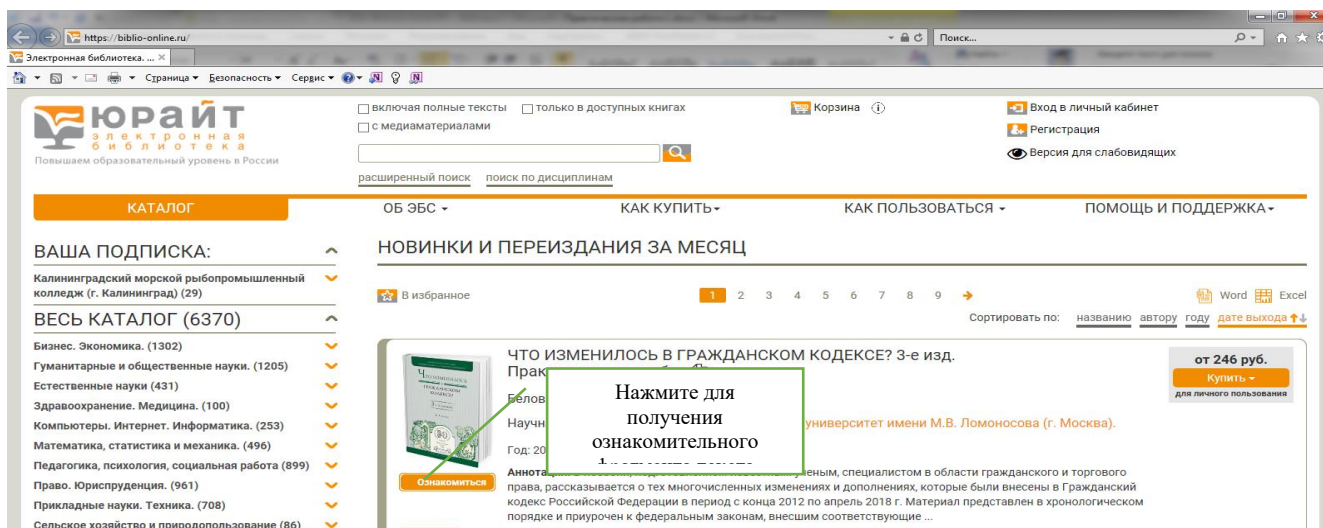 https://biblio-online.ru/
Поиск...
Электронная библиотека. ...
Страница Безопасность Сервис
юрайт
электронная
библиотека
Повышаем образовательный уровень в России
включая полные тексты только в доступных книгах
с медиаматериалами
расширенный поиск поиск по дисциплинам
Корзина
Вход в личный кабинет
Регистрация
Версия для слабовидящих
КАТАЛОГ ОБ ЭБС КАК КУПИТЬ КАК ПОЛЬЗОВАТЬСЯ ПОМОЩЬ И ПОДДЕРЖКА
ВАША ПОДПИСКА:
Калининградский морской рыбопромышленный
колледж (г. Калининград) (29)
ВЕСЬ КАТАЛОГ (6370)
Бизнес. Экономика. (1302)
Гуманитарные и общественные науки. (1205)
Естественные науки (431)
Здравоохранение. Медицина. (100)
Компьютеры. Интернет. Информатика. (253)
Математика, статистика и механика. (496)
Педагогика, психология, социальная работа (899)
Право. Юриспруденция. (961)
Прикладные науки. Техника. (708)
Сельское хозяйство и природопользование (86)
НОВИНКИ И ПЕРЕИЗДАНИЯ ЗА МЕСЯЦ
В избранное
1 2 3 4 5 6 7 8 9
Word Excel
Сортировать по: названию автору году дате выхода
ЧТО ИЗМЕНИЛОСЬ В ГРАЖДАНСКОМ КОДЕКСЕ? 3-е изд.
Прак
Белов
Научн
университет имени М.В. Ломоносова (г. Москва).
Год: 20
Нажмите для
получения
ознакомительного
Ознакомиться
еным, специалистом в области гражданского и торгового
права, рассказывается о тех многочисленных изменениях и дополнениях, которые были внесены в Гражданский
кодекс Российской Федерации в период с конца 2012 по апрель 2018 г. Материал представлен в хронологическом
порядке и приурочен к федеральным законам, внесшим соответствующие ...
от 246 руб.
Купить
для личного пользования